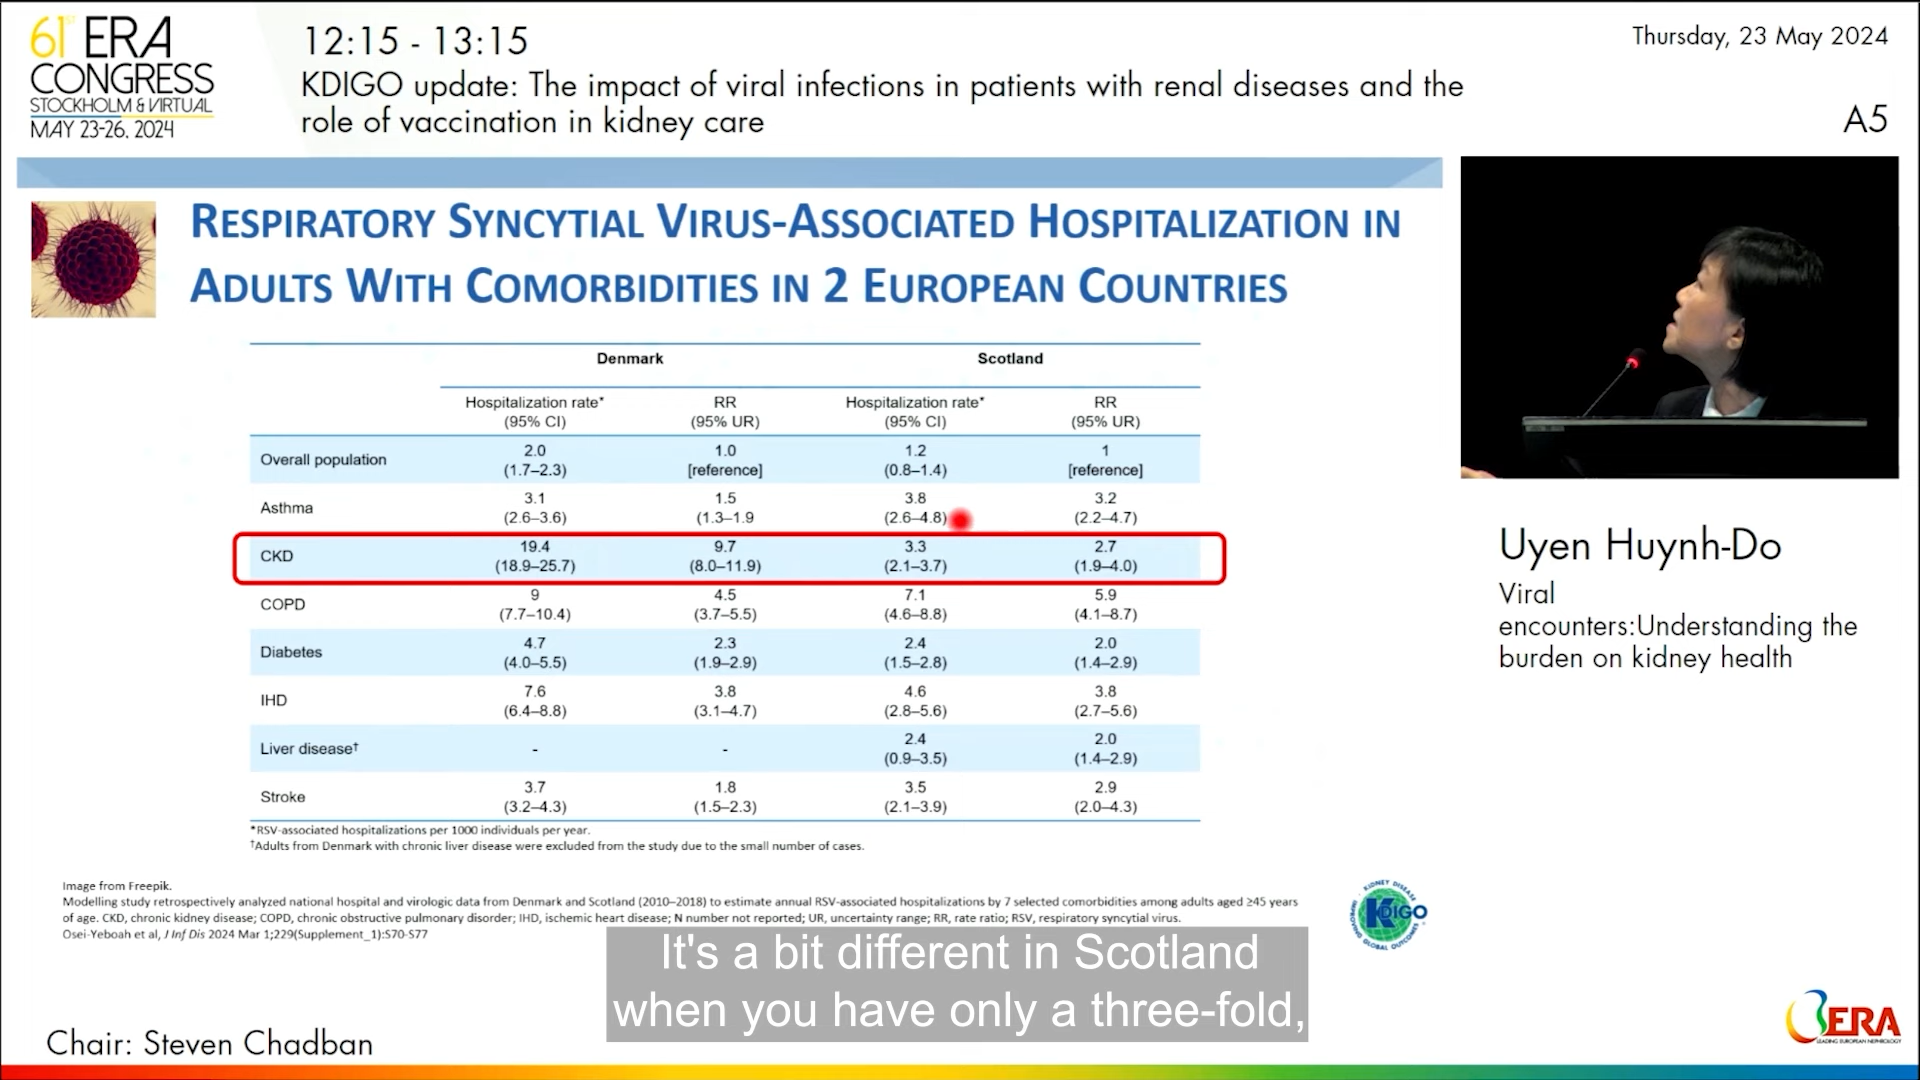 61ST ERA
CONGRESS
STOCKHOLM & VIRTUAL
MAY 23-26, 2024
12:15 - 13:15
KDIGO update: The impact of viral infections in patients with renal diseases and the
role of vaccination in kidney care
Thursday, 23 May 2024
A5
RESPIRATORY SYNCYTIAL VIRUS-ASSOCIATED HOSPITALIZATION IN
ADULTS WITH COMORBIDITIES IN 2 EUROPEAN COUNTRIES
Denmark Scotland
Hospitalization rate* RR Hospitalization rate* RR
(95% CI) (95% UR) (95% CI) (95% UR)
Overall population 2.0 1.0 1.2 1
(1.7–2.3) [reference] (0.8–1.4) [reference]
Asthma 3.1 1.5 3.8 3.2
(2.6–3.6) (1.3–1.9 (2.6–4.8) (2.2–4.7)
CKD 19.4 9.7 3.3 2.7
(18.9–25.7) (8.0–11.9) (2.1–3.7) (1.9–4.0)
COPD 9 4.5 7.1 5.9
(7.7–10.4) (3.7–5.5) (4.6–8.8) (4.1–8.7)
Diabetes 4.7 2.3 2.4 2.0
(4.0–5.5) (1.9–2.9) (1.5–2.8) (1.4–2.9)
IHD 7.6 3.8 4.6 3.8
(6.4–8.8) (3.1–4.7) (2.8–5.6) (2.7–5.6)
Liver disease† - - 2.4 2.0
(0.9–3.5) (1.4–2.9)
Stroke 3.7 1.8 3.5 2.9
(3.2–4.3) (1.5–2.3) (2.1–3.9) (2.0–4.3)
*RSV-associated hospitalizations per 1000 individuals per year.
†Adults from Denmark with chronic liver disease were excluded from the study due to the small number of cases.
Image from Freepik.
Modelling study retrospectively analyzed national hospital and virologic data from Denmark and Scotland (2010–2018) to estimate annual RSV-associated hospitalizations by 7 selected comorbidities among adults aged ≥45 years
of age. CKD, chronic kidney disease; COPD, chronic obstructive pulmonary disorder; IHD, ischemic heart disease; N number not reported; UR, uncertainty range; RR, rate ratio; RSV, respiratory syncytial virus.
Osei-Yeboah et al, J Inf Dis 2024 Mar 1;229(Supplement_1):S70-S77
KIDNEY DISEASE
KDIGO
IMPROVING GLOBAL OUTCOMES
Uyen Huynh-Do
Viral
encounters:Understanding the
burden on kidney health
It's a bit different in Scotland
when you have only a three-fold,
Chair: Steven Chadban
ERA
LEADING EUROPEAN NEPHROLOGY